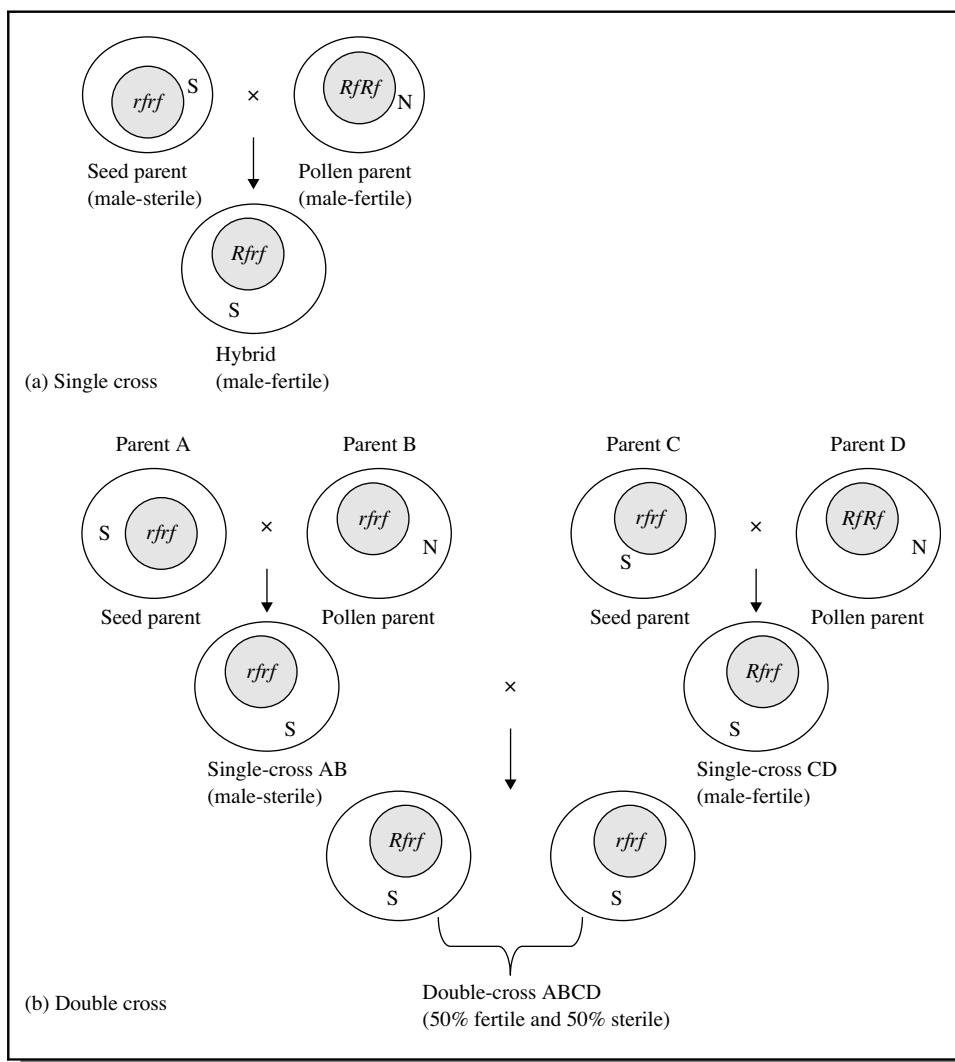 rfrf S × RfRf N
Seed parent Pollen parent
(male-sterile) (male-fertile)
Rfrf
S
Hybrid
(a) Single cross (male-fertile)
Parent A Parent B Parent C Parent D
S rfrf × rfrf N rfrf S × RfRf N
Seed parent Pollen parent Seed parent Pollen parent
rfrf S × Rfrf S
Single-cross AB Single-cross CD
(male-sterile) (male-fertile)
Rfrf rfrf
S S
Double-cross ABCD
(b) Double cross (50% fertile and 50% sterile)